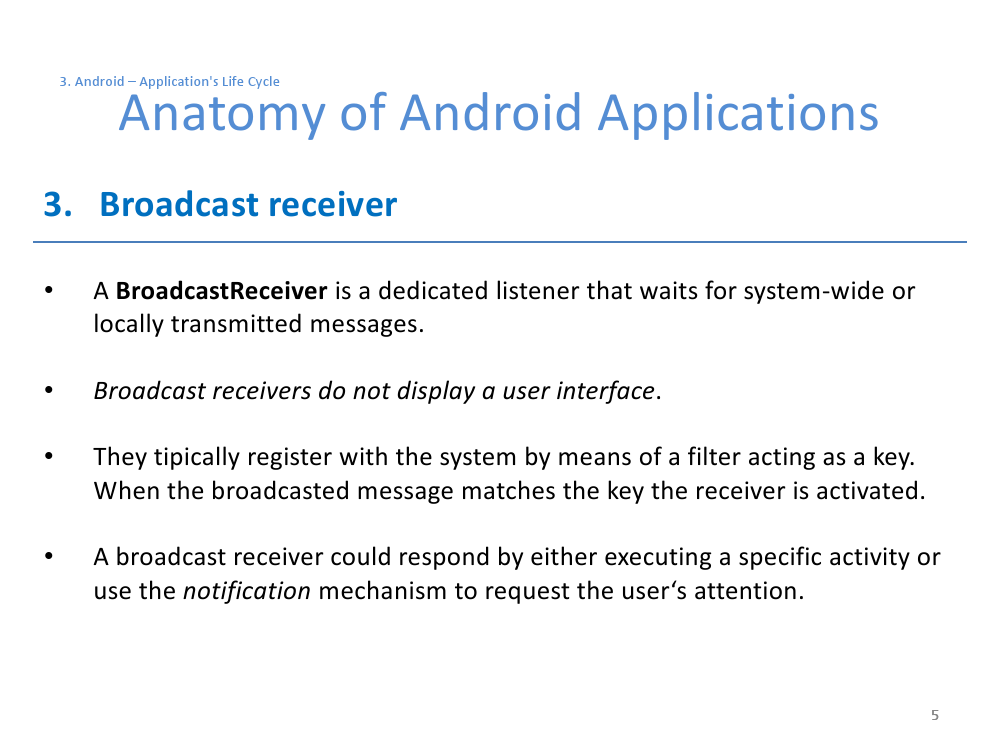 3. Android – Application's Life Cycle
Anatomy of Android Applications
3. Broadcast receiver
• A BroadcastReceiver is a dedicated listener that waits for system-wide or
locally transmitted messages.
• Broadcast receivers do not display a user interface.
• They tipically register with the system by means of a filter acting as a key.
When the broadcasted message matches the key the receiver is activated.
• A broadcast receiver could respond by either executing a specific activity or
use the notification mechanism to request the user‘s attention.
5